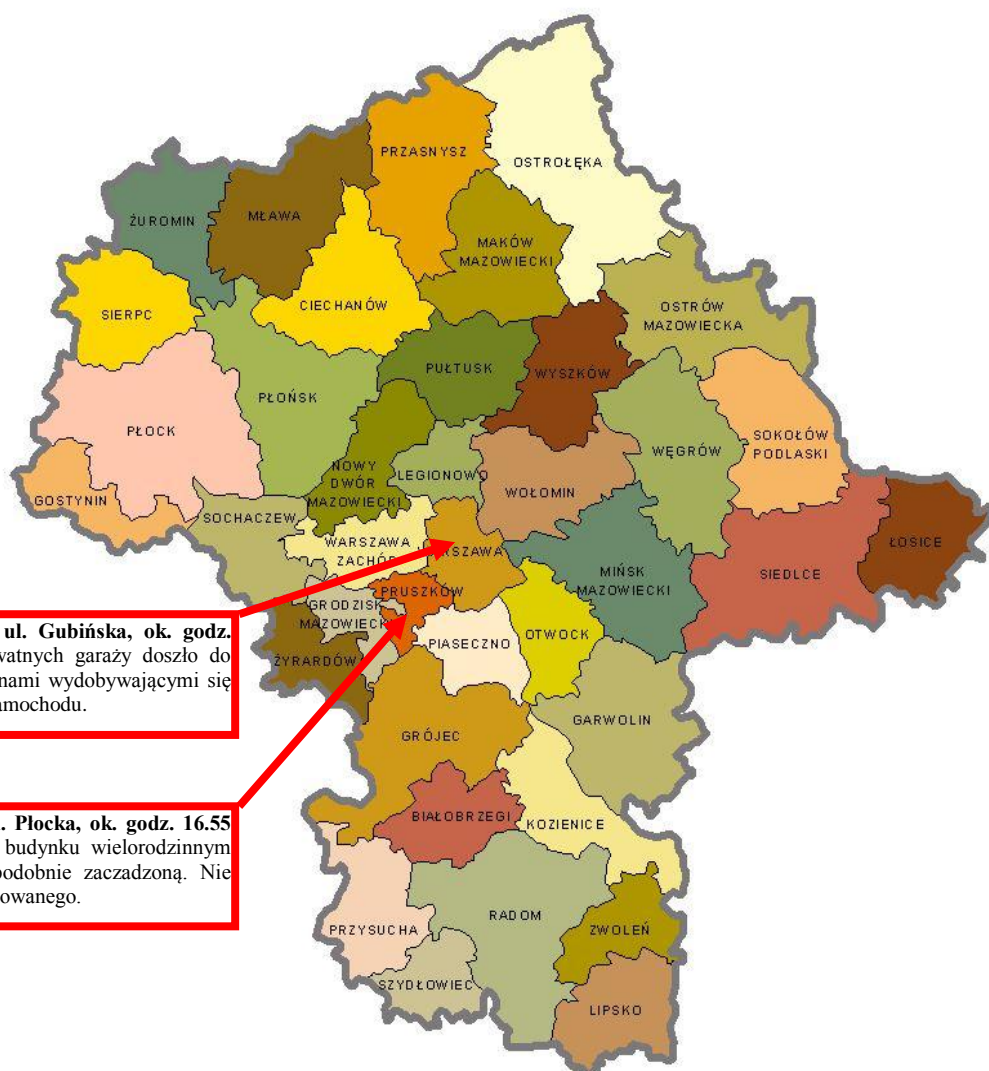 PRZASNYSZ
OSTROŁĘKA
ŻUROMIN
MŁAWA
MAKÓW
MAZOWIECKI
CIECHANÓW
OSTRÓW
MAZOWIECKA
SIERPC
PUŁTUSK
WYSZKÓW
PŁOŃSK
PŁOCK
WĘGRÓW
SOKOŁÓW
PODLASKI
NOWY
DWÓR
MAZOWIECKI
LEGIONOWO
WOŁOMIN
GOSTYNIN
SOCHACZEW
WARSZAWA
ZACHÓD
WARSZAWA
ŁOSICE
MIŃSK
MAZOWIECKI
SIEDLCE
PRUSZKÓW
GRODZISK
MAZOWIECKI
PIASECZNO
OTWOCK
ŻYRARDÓW
ul. Gubińska, ok. godz.
watnych garaży doszło do
nami wydobywającymi się
amochodu.
GARWOLIN
GRÓJEC
BIAŁOBRZEGI
KOZIENICE
. Płocka, ok. godz. 16.55
budynku wielorodzinnym
podobnie zaczadzoną. Nie
owanego.
RADOM
PRZYSUCHA
ZWOLEŃ
SZYDŁOWIEC
LIPSKO